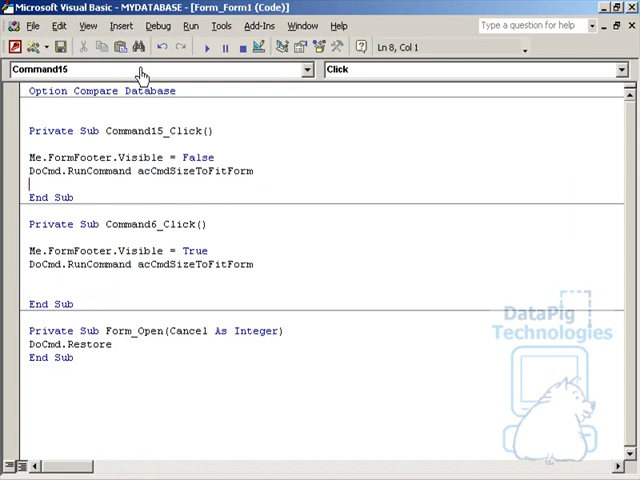 Microsoft Visual Basic - MYDATABASE - [Form_Form1 (Code)]
File Edit View Insert Debug Run Tools Add-Ins Window Help
Type a question for help
Ln 8, Col 1
Command15 Click
Option Compare Database
Private Sub Command15_Click()
Me.FormFooter.Visible = False
DoCmd.RunCommand acCmdSizeToFitForm
End Sub
Private Sub Command6_Click()
Me.FormFooter.Visible = True
DoCmd.RunCommand acCmdSizeToFitForm
End Sub
Private Sub Form_Open(Cancel As Integer)
DoCmd.Restore
End Sub
DataPig
Technologies